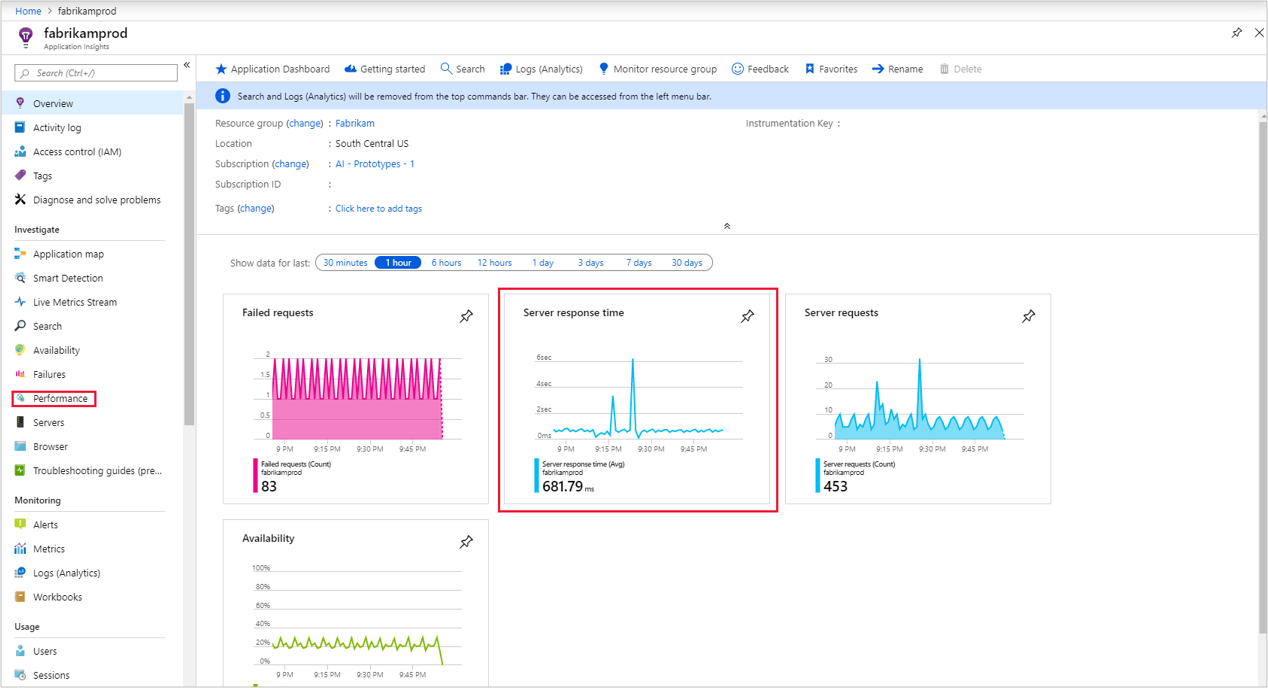 Home > fabrikamprod
fabrikamprod
Application Insights
Search (Ctrl+/)
«
Overview
Activity log
Access control (IAM)
Tags
Diagnose and solve problems
Investigate
Application map
Smart Detection
Live Metrics Stream
Search
Availability
Failures
Performance
Servers
Browser
Troubleshooting guides (pre...
Monitoring
Alerts
Metrics
Logs (Analytics)
Workbooks
Usage
Users
Sessions
Application Dashboard Getting started Search Logs (Analytics) Monitor resource group Feedback Favorites Rename Delete
Search and Logs (Analytics) will be removed from the top commands bar. They can be accessed from the left menu bar.
Resource group (change) : Fabrikam
Location : South Central US
Subscription (change) : AI - Prototypes - 1
Subscription ID :
Tags (change) : Click here to add tags
Instrumentation Key :
Show data for last: 30 minutes 1 hour 6 hours 12 hours 1 day 3 days 7 days 30 days
Failed requests
2
1.5
1
0.5
0
9 PM 9:15 PM 9:30 PM 9:45 PM
Failed requests (Count)
fabrikamprod
83
Server response time
6sec
4sec
2sec
0ms
9 PM 9:15 PM 9:30 PM 9:45 PM
Server response time (Avg)
fabrikamprod
681.79 ms
Server requests
30
20
10
0
9 PM 9:15 PM 9:30 PM 9:45 PM
Server requests (Count)
fabrikamprod
453
Availability
100%
80%
60%
40%
20%
0%
9 PM 9:15 PM 9:30 PM 9:45 PM